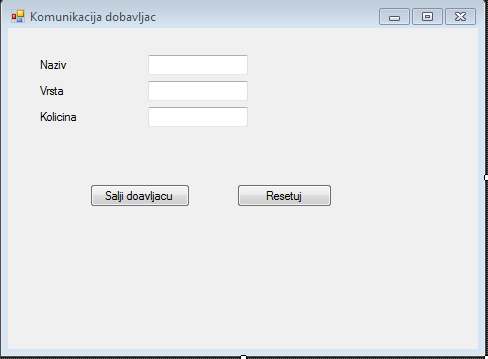 Komunikacija dobavljac
Naziv
Vrsta
Kolicina
Salji doavljacu Resetuj